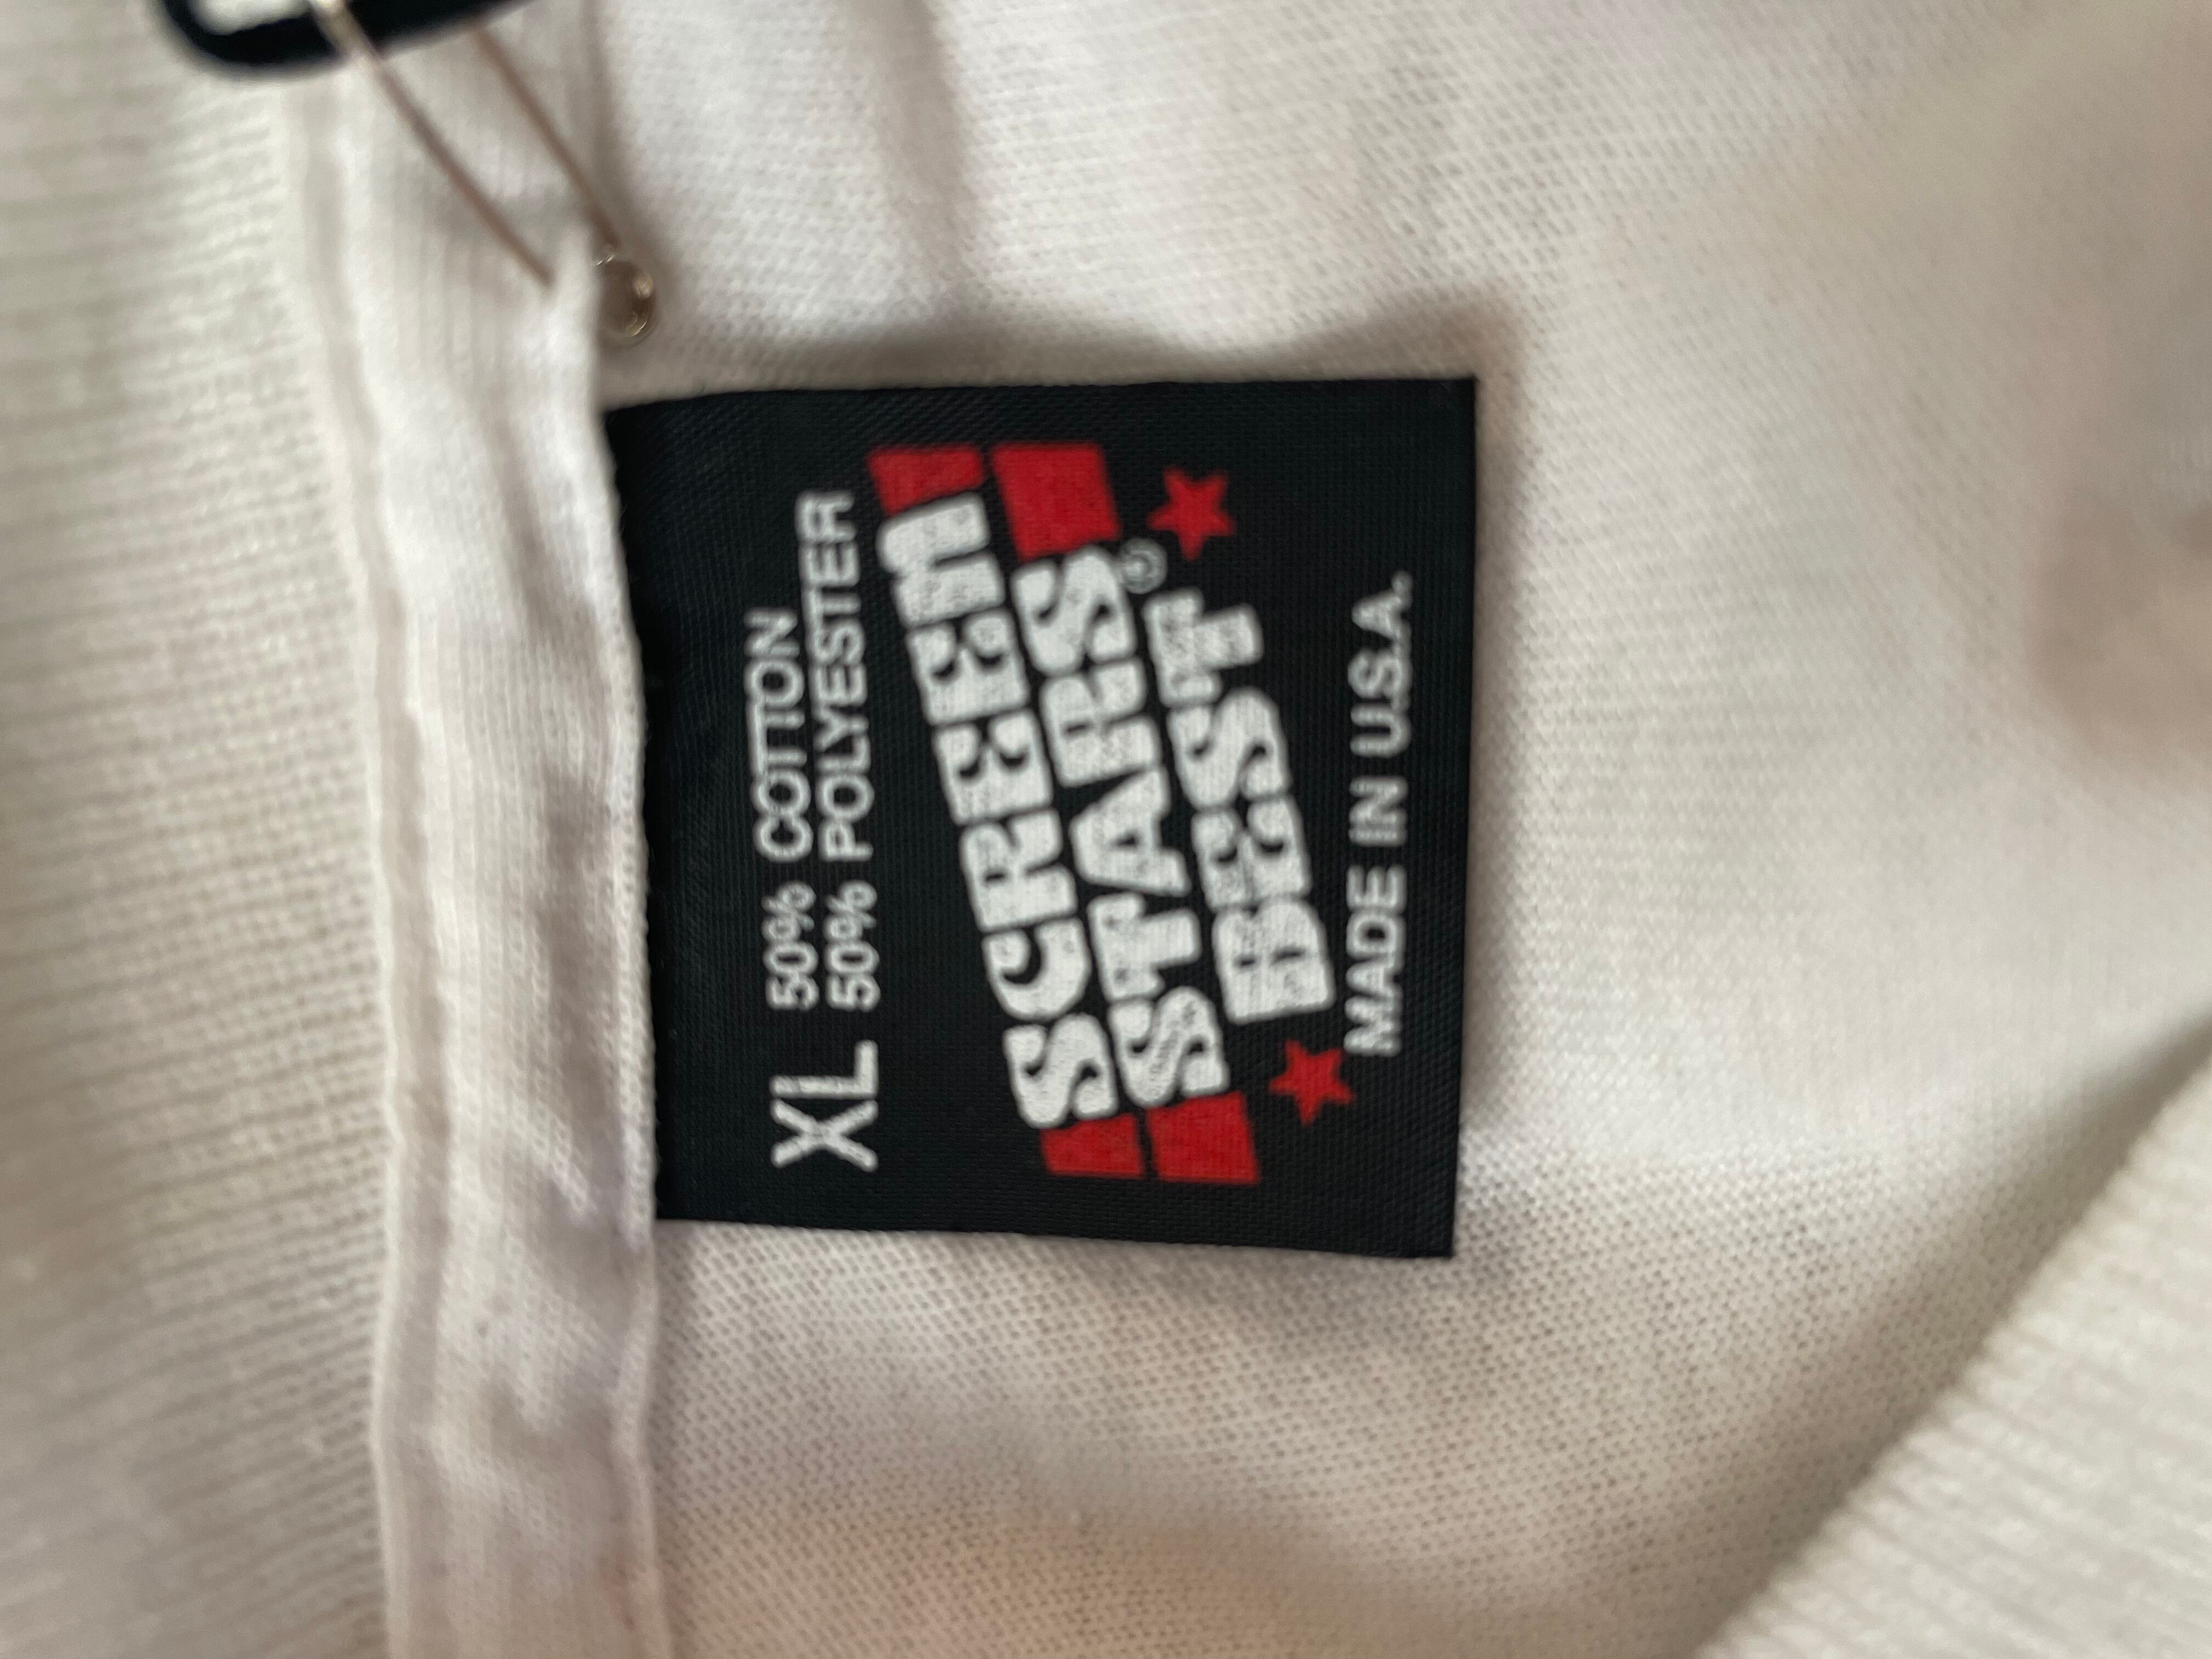 XL 50% COTTON
50% POLYESTER
SCREEN
STARS®
BEST
MADE IN U.S.A.